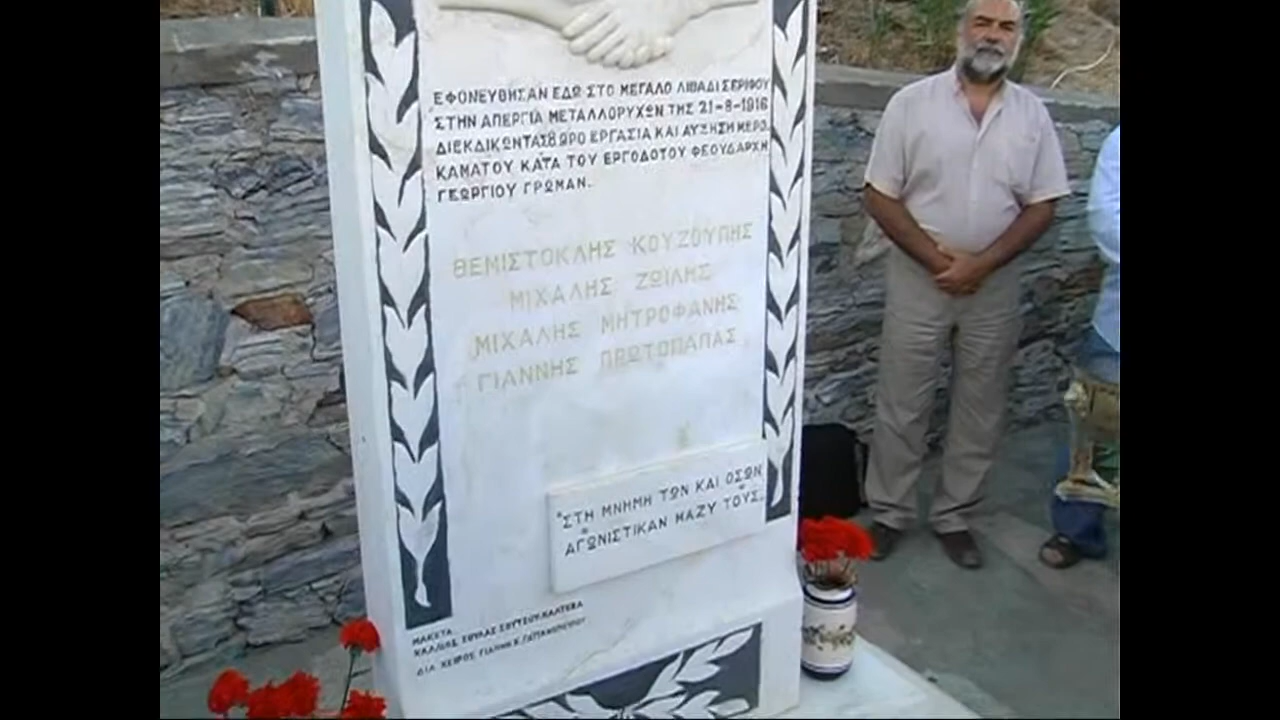 ΕΦΟΝΕΥΘΗΣΑΝ ΕΔΩ ΣΤΟ ΜΕΓΑΛΟ ΛΙΒΑΔΙ ΣΕΡΙΦΟΥ
ΣΤΗΝ ΑΠΕΡΓΙΑ ΜΕΤΑΛΛΟΡΥΧΩΝ ΤΗΣ 21-8-1916
ΔΙΕΚΔΙΚΩΝΤΑΣ 8ΩΡΟ ΕΡΓΑΣΙΑ ΚΑΙ ΑΥΞΗΣΗ ΜΕΡΟ.
ΚΑΜΑΤΟΥ ΚΑΤΑ ΤΟΥ ΕΡΓΟΔΟΤΟΥ ΦΕΟΥΔΑΡΧΗ
ΓΕΩΡΓΙΟΥ ΓΡΩΜΑΝ.
ΘΕΜΙΣΤΟΚΛΗΣ ΚΟΥΖΟΥΠΗΣ
ΜΙΧΑΛΗΣ ΖΩΙΛΗΣ
ΜΙΧΑΛΗΣ ΜΗΤΡΟΦΑΝΗΣ
ΓΙΑΝΝΗΣ ΠΡΩΤΟΠΑΠΑΣ
"ΣΤΗ ΜΝΗΜΗ ΤΩΝ ΚΑΙ ΟΣΩΝ
ΑΓΩΝΙΣΤΙΚΑΝ ΜΑΖΥ ΤΟΥΣ."
ΜΑΚΕΤΑ
ΔΙΑ ΧΕΙΡΟΣ ΓΙΑΝΝΗ Κ.